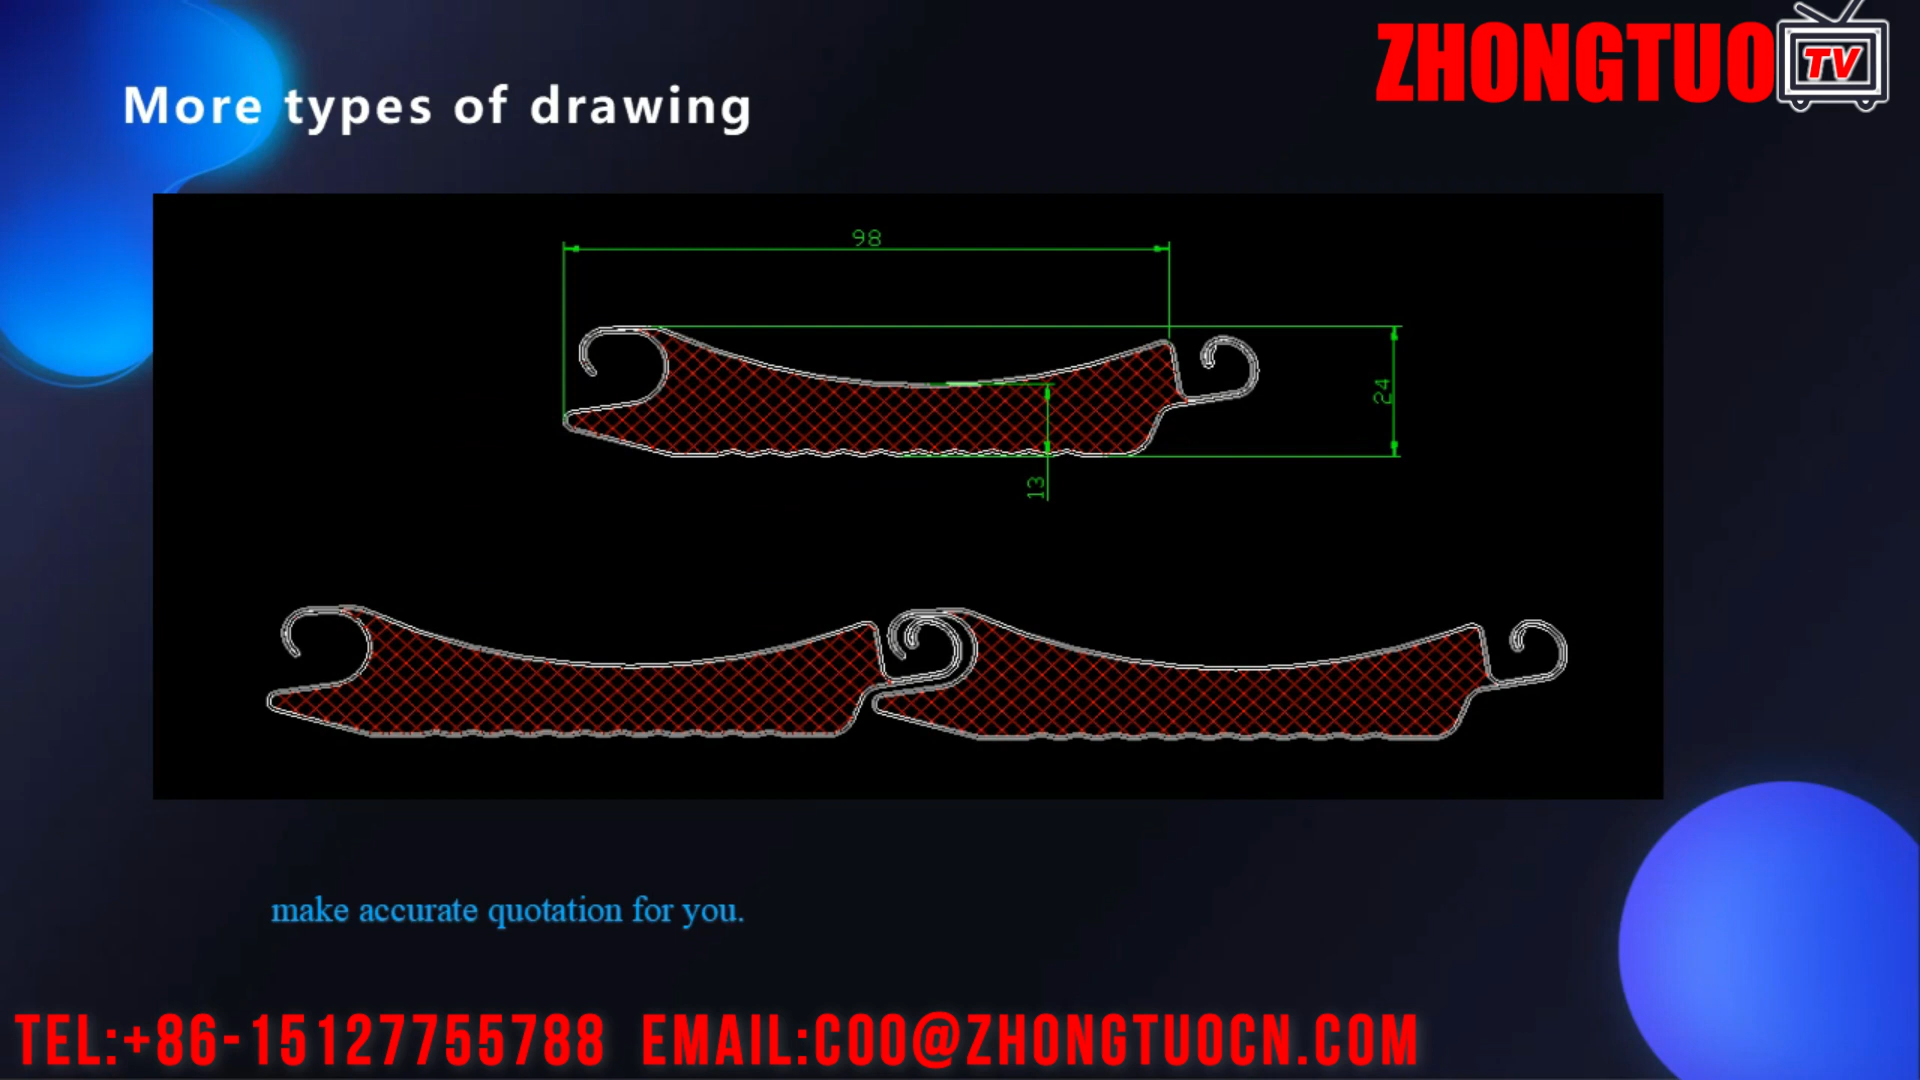 ZHONGTUO TV
More types of drawing
98
24
13
make accurate quotation for you.
TEL:+86-15127755788 EMAIL:COO@ZHONGTUOCN.COM